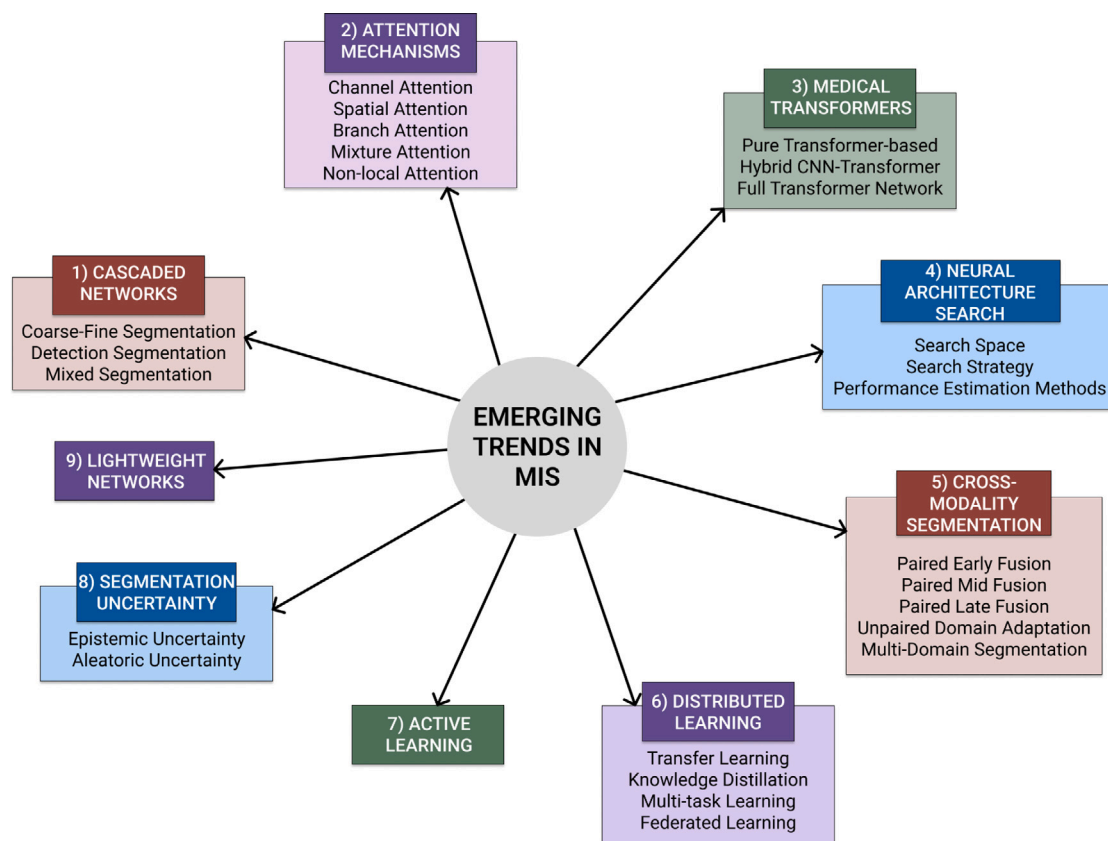 2) ATTENTION
MECHANISMS
Channel Attention
Spatial Attention
Branch Attention
Mixture Attention
Non-local Attention
3) MEDICAL
TRANSFORMERS
Pure Transformer-based
Hybrid CNN-Transformer
Full Transformer Network
1) CASCADED
NETWORKS
Coarse-Fine Segmentation
Detection Segmentation
Mixed Segmentation
4) NEURAL
ARCHITECTURE
SEARCH
Search Space
Search Strategy
Performance Estimation Methods
EMERGING
TRENDS IN
MIS
9) LIGHTWEIGHT
NETWORKS
5) CROSS-
MODALITY
SEGMENTATION
Paired Early Fusion
Paired Mid Fusion
Paired Late Fusion
Unpaired Domain Adaptation
Multi-Domain Segmentation
8) SEGMENTATION
UNCERTAINTY
Epistemic Uncertainty
Aleatoric Uncertainty
7) ACTIVE
LEARNING
6) DISTRIBUTED
LEARNING
Transfer Learning
Knowledge Distillation
Multi-task Learning
Federated Learning